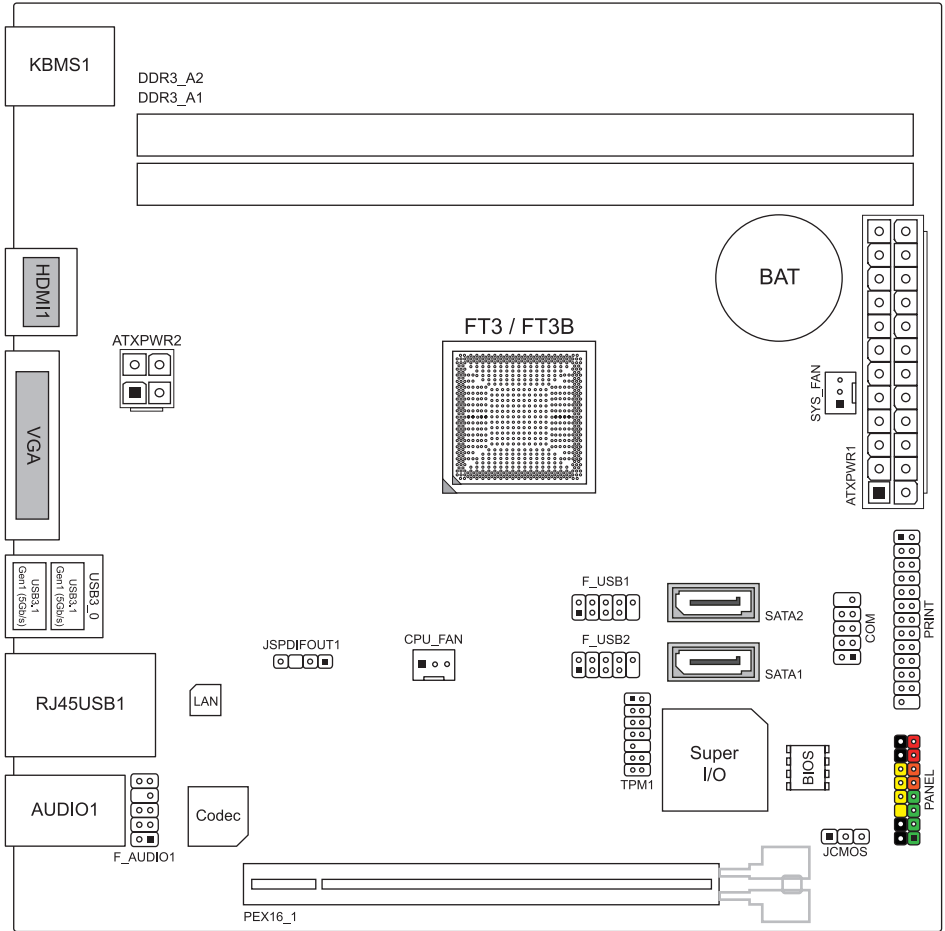 KBMS1
DDR3_A2
DDR3_A1
BAT
HDMI1
ATXPWR2
FT3 / FT3B
SYS_FAN
VGA
ATXPWR1
USB3_0
USB3.1
Gen1 (5Gb/s)
USB3.1
Gen1 (5Gb/s)
F_USB1
SATA2
COM
PRINT
JSPDIFOUT1
CPU_FAN
F_USB2
SATA1
RJ45USB1
LAN
Super
I/O
BIOS
PANEL
TPM1
AUDIO1
Codec
F_AUDIO1
JCMOS
PEX16_1